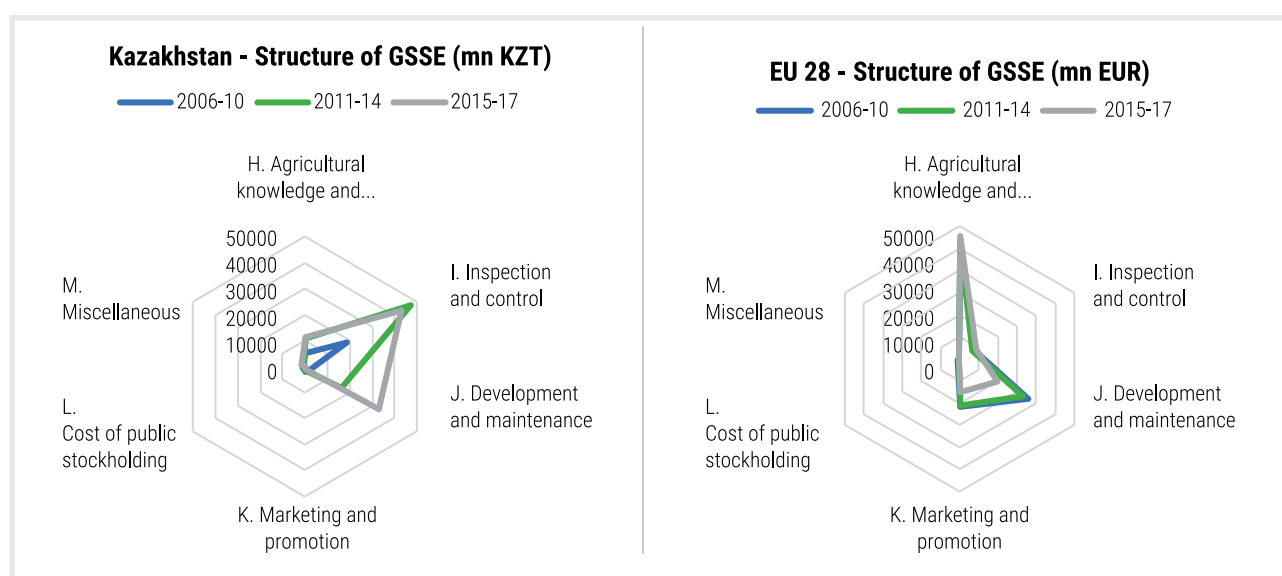 Kazakhstan - Structure of GSSE (mn KZT)
2006-10 2011-14 2015-17
H. Agricultural
knowledge and...
50000
40000
30000
20000
10000
0
I. Inspection
and control
J. Development
and maintenance
K. Marketing and
promotion
L.
Cost of public
stockholding
M.
Miscellaneous
EU 28 - Structure of GSSE (mn EUR)
2006-10 2011-14 2015-17
H. Agricultural
knowledge and...
50000
40000
30000
20000
10000
0
I. Inspection
and control
J. Development
and maintenance
K. Marketing and
promotion
L.
Cost of public
stockholding
M.
Miscellaneous